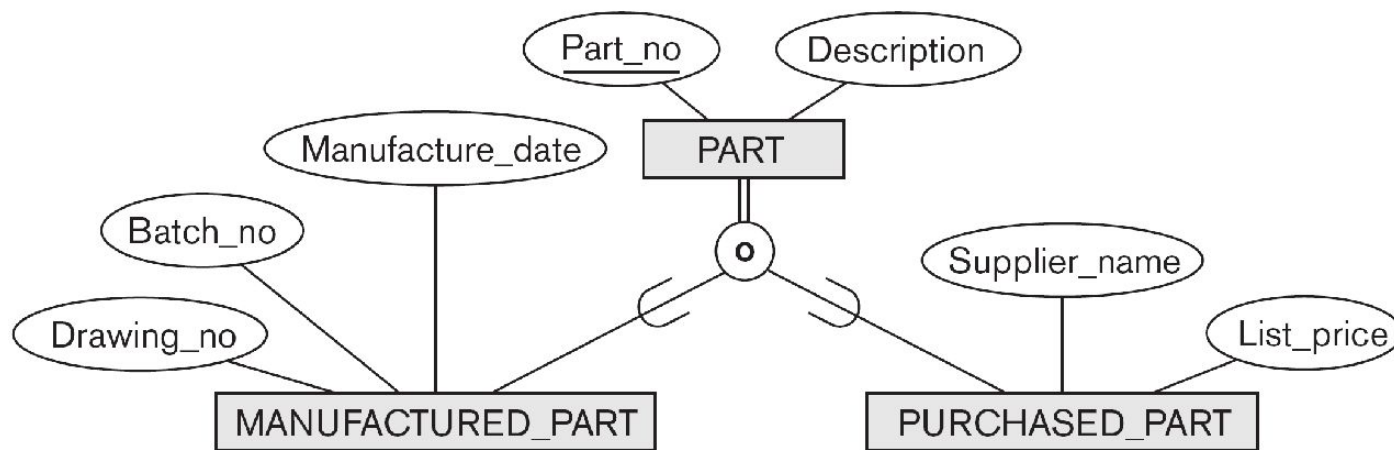 Part_no
Description
Manufacture_date
PART
Batch_no
o
Supplier_name
Drawing_no
List_price
MANUFACTURED_PART
PURCHASED_PART